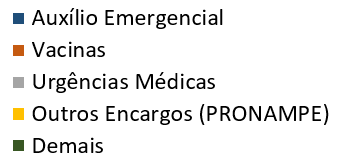 Auxílio Emergencial
Vacinas
Urgências Médicas
Outros Encargos (PRONAMPE)
Demais